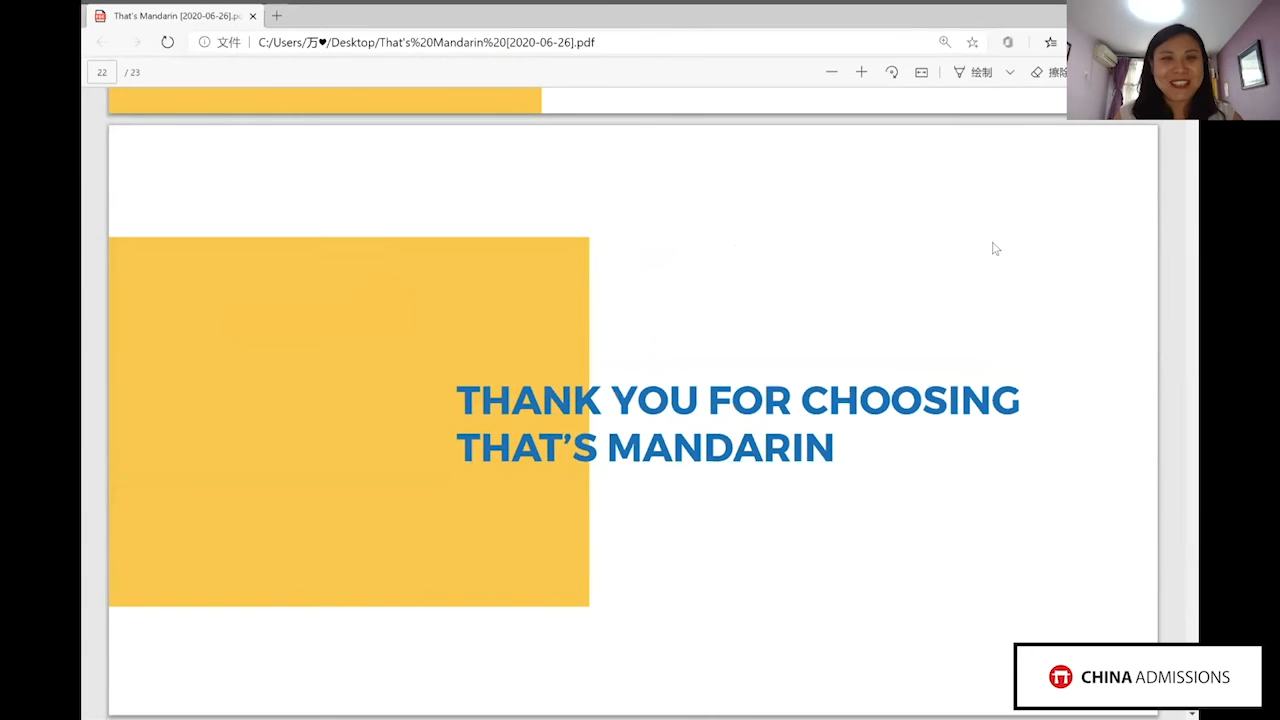 That's Mandarin [2020-06-26].pc
文件
C:/Users/万♥/Desktop/That's%20Mandarin%20[2020-06-26].pdf
22
/ 23
绘制
擦除
THANK YOU FOR CHOOSING
THAT'S MANDARIN
CHINA ADMISSIONS